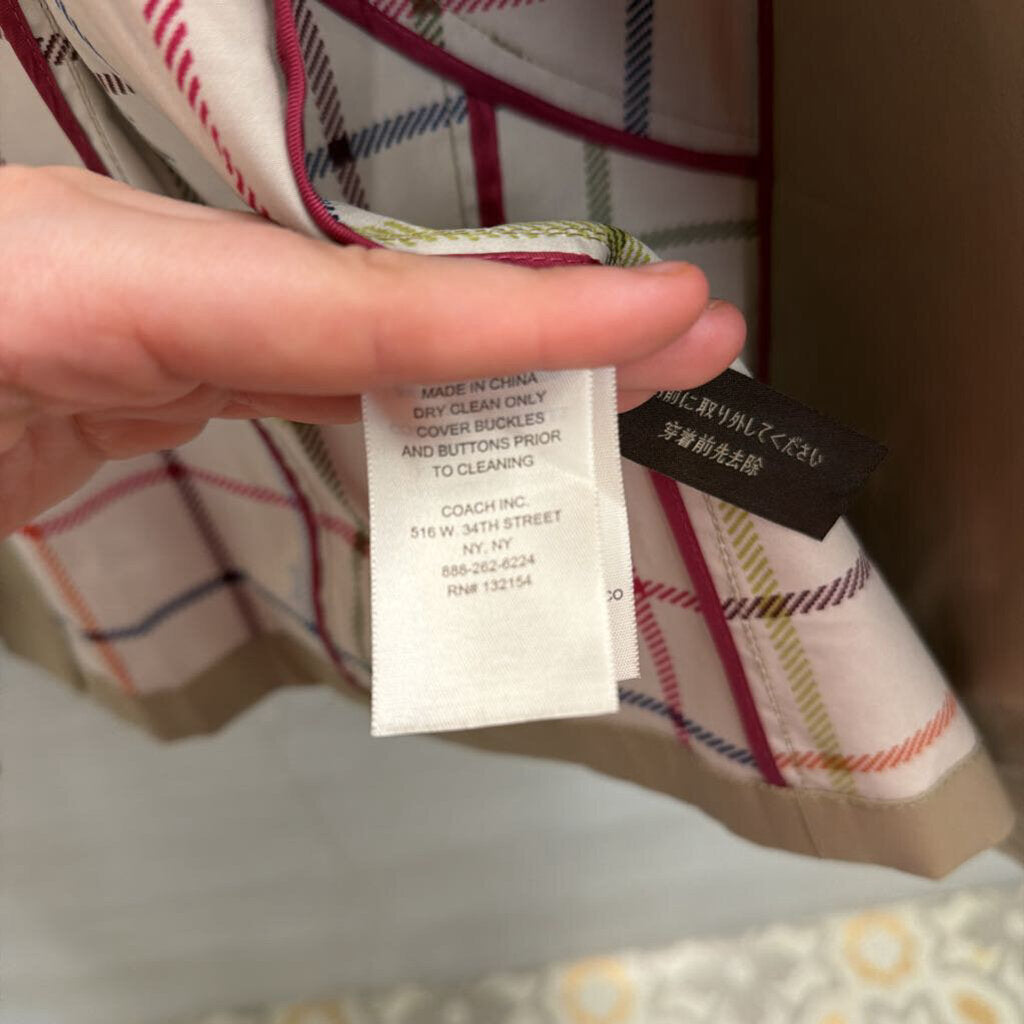 MADE IN CHINA
DRY CLEAN ONLY
COVER BUCKLES
AND BUTTONS PRIOR
TO CLEANING
COACH INC.
516 W. 34TH STREET
NY, NY
888-262-6224
RN# 132154
CO
前に取り外してください
穿着前先去除